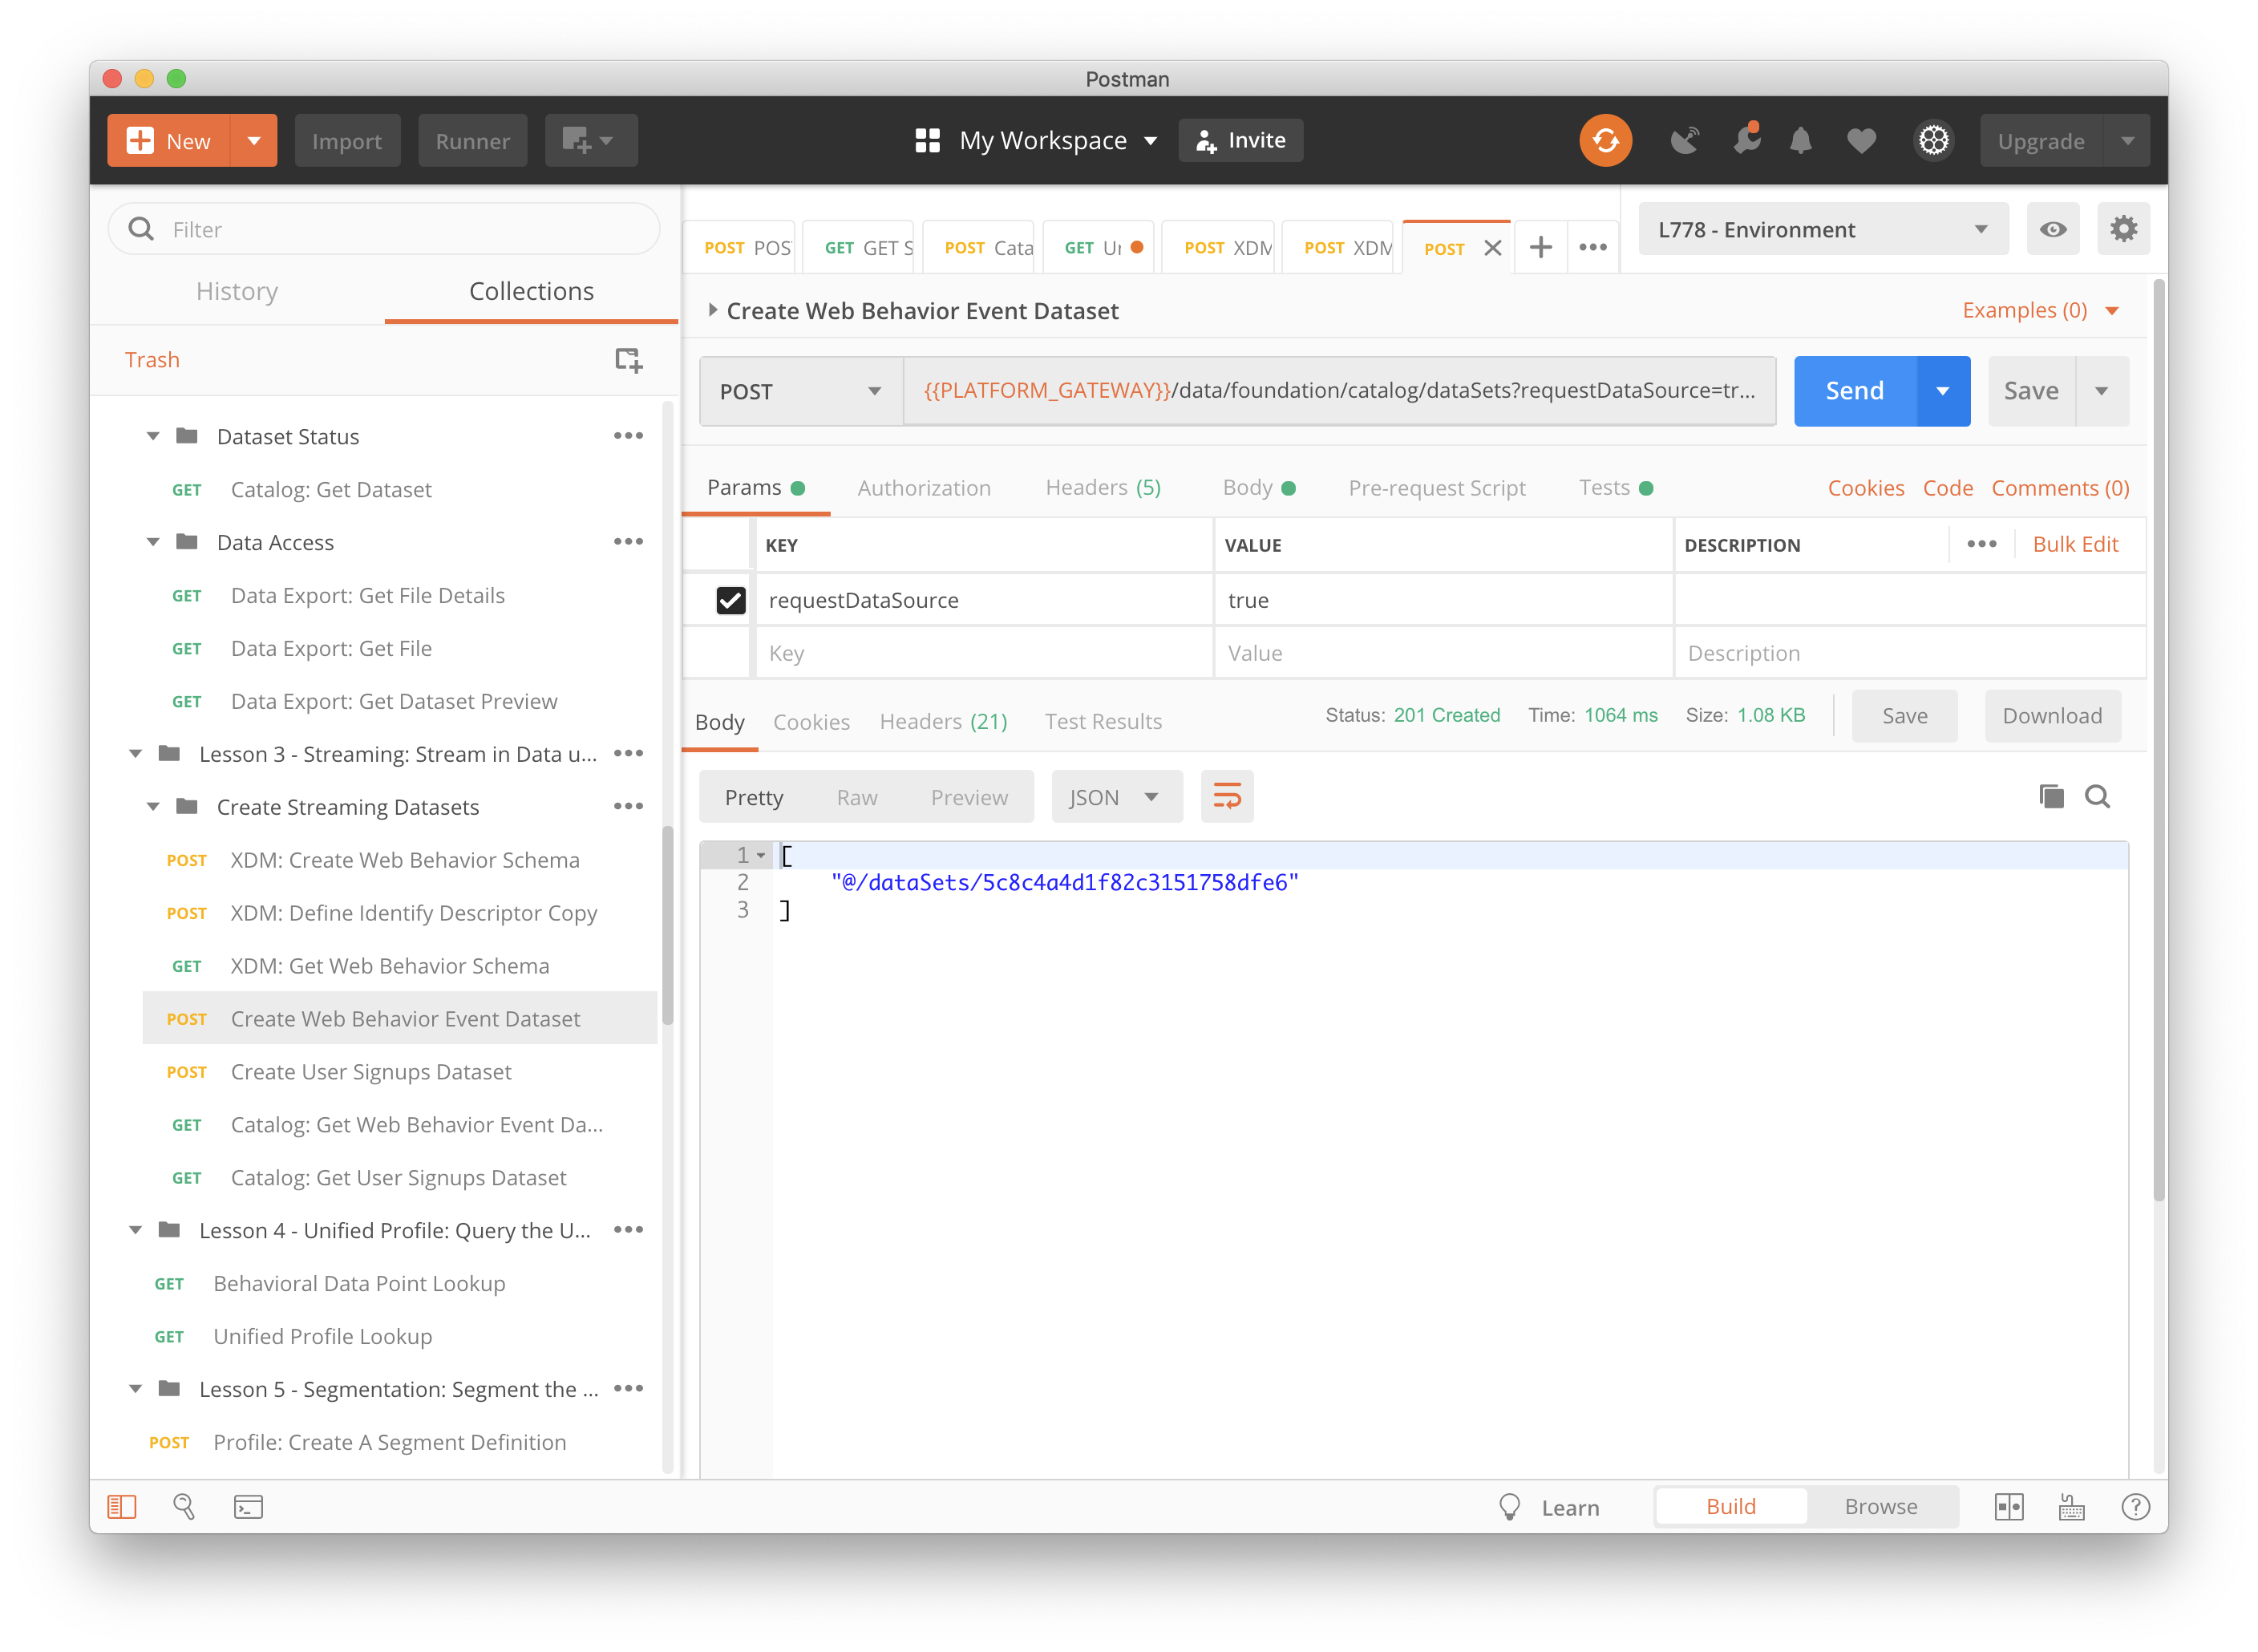 Postman
New
Import
Runner
My Workspace
Invite
Upgrade
Filter
History
Collections
Trash
Dataset Status
GET Catalog: Get Dataset
Data Access
GET Data Export: Get File Details
GET Data Export: Get File
GET Data Export: Get Dataset Preview
Lesson 3 - Streaming: Stream in Data u...
Create Streaming Datasets
POST XDM: Create Web Behavior Schema
POST XDM: Define Identify Descriptor Copy
GET XDM: Get Web Behavior Schema
POST Create Web Behavior Event Dataset
POST Create User Signups Dataset
GET Catalog: Get Web Behavior Event Da...
GET Catalog: Get User Signups Dataset
Lesson 4 - Unified Profile: Query the U...
GET Behavioral Data Point Lookup
GET Unified Profile Lookup
Lesson 5 - Segmentation: Segment the ...
POST Profile: Create A Segment Definition
POST POS
GET GET S
POST Cata
GET Ur
POST XDM
POST XDM
POST
L778 - Environment
Create Web Behavior Event Dataset
Examples (0)
POST
{{PLATFORM_GATEWAY}}/data/foundation/catalog/dataSets?requestDataSource=tr...
Send
Save
Params
Authorization
Headers (5)
Body
Pre-request Script
Tests
Cookies
Code
Comments (0)
KEY
VALUE
DESCRIPTION
Bulk Edit
requestDataSource
true
Key
Value
Description
Body
Cookies
Headers (21)
Test Results
Status: 201 Created
Time: 1064 ms
Size: 1.08 KB
Save
Download
Pretty
Raw
Preview
JSON
1 [
2 "@/dataSets/5c8c4a4d1f82c3151758dfe6"
3 ]
Learn
Build
Browse